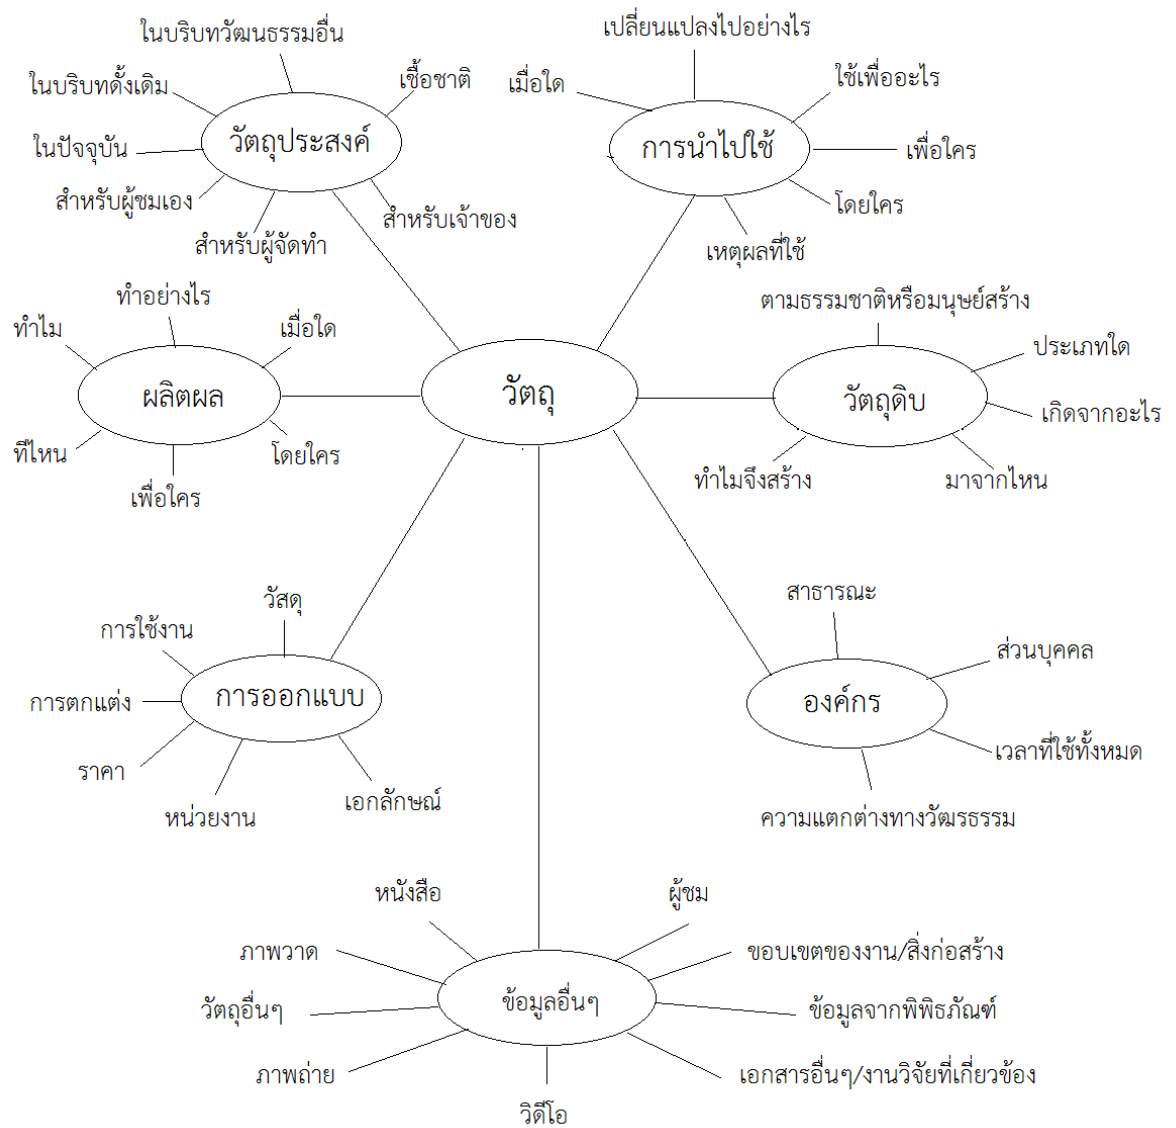 ในบริบทวัฒนธรรมอื่น
เชื้อชาติ
ในบริบทดั้งเดิม
วัตถุประสงค์
ในปัจจุบัน
สำหรับผู้ชมเอง
สำหรับเจ้าของ
สำหรับผู้จัดทำ
เปลี่ยนแปลงไปอย่างไร
เมื่อใด
ใช้เพื่ออะไร
การนำไปใช้
เพื่อใคร
โดยใคร
เหตุผลที่ใช้
ทำอย่างไร
ทำไม
เมื่อใด
ผลิตผล
ทีไหน
โดยใคร
เพื่อใคร
วัตถุ
ตามธรรมชาติหรือมนุษย์สร้าง
ประเภทใด
วัตถุดิบ
เกิดจากอะไร
ทำไมจึงสร้าง
มาจากไหน
วัสดุ
การใช้งาน
การออกแบบ
การตกแต่ง
ราคา
หน่วยงาน
เอกลักษณ์
สาธารณะ
ส่วนบุคคล
องค์กร
เวลาที่ใช้ทั้งหมด
ความแตกต่างทางวัฒรธรรม
หนังสือ
ผู้ชม
ภาพวาด
ขอบเขตของงาน/สิ่งก่อสร้าง
วัตถุอื่นๆ
ข้อมูลอื่นๆ
ข้อมูลจากพิพิธภัณฑ์
ภาพถ่าย
เอกสารอื่นๆ/งานวิจัยที่เกี่ยวข้อง
วิดีโอ